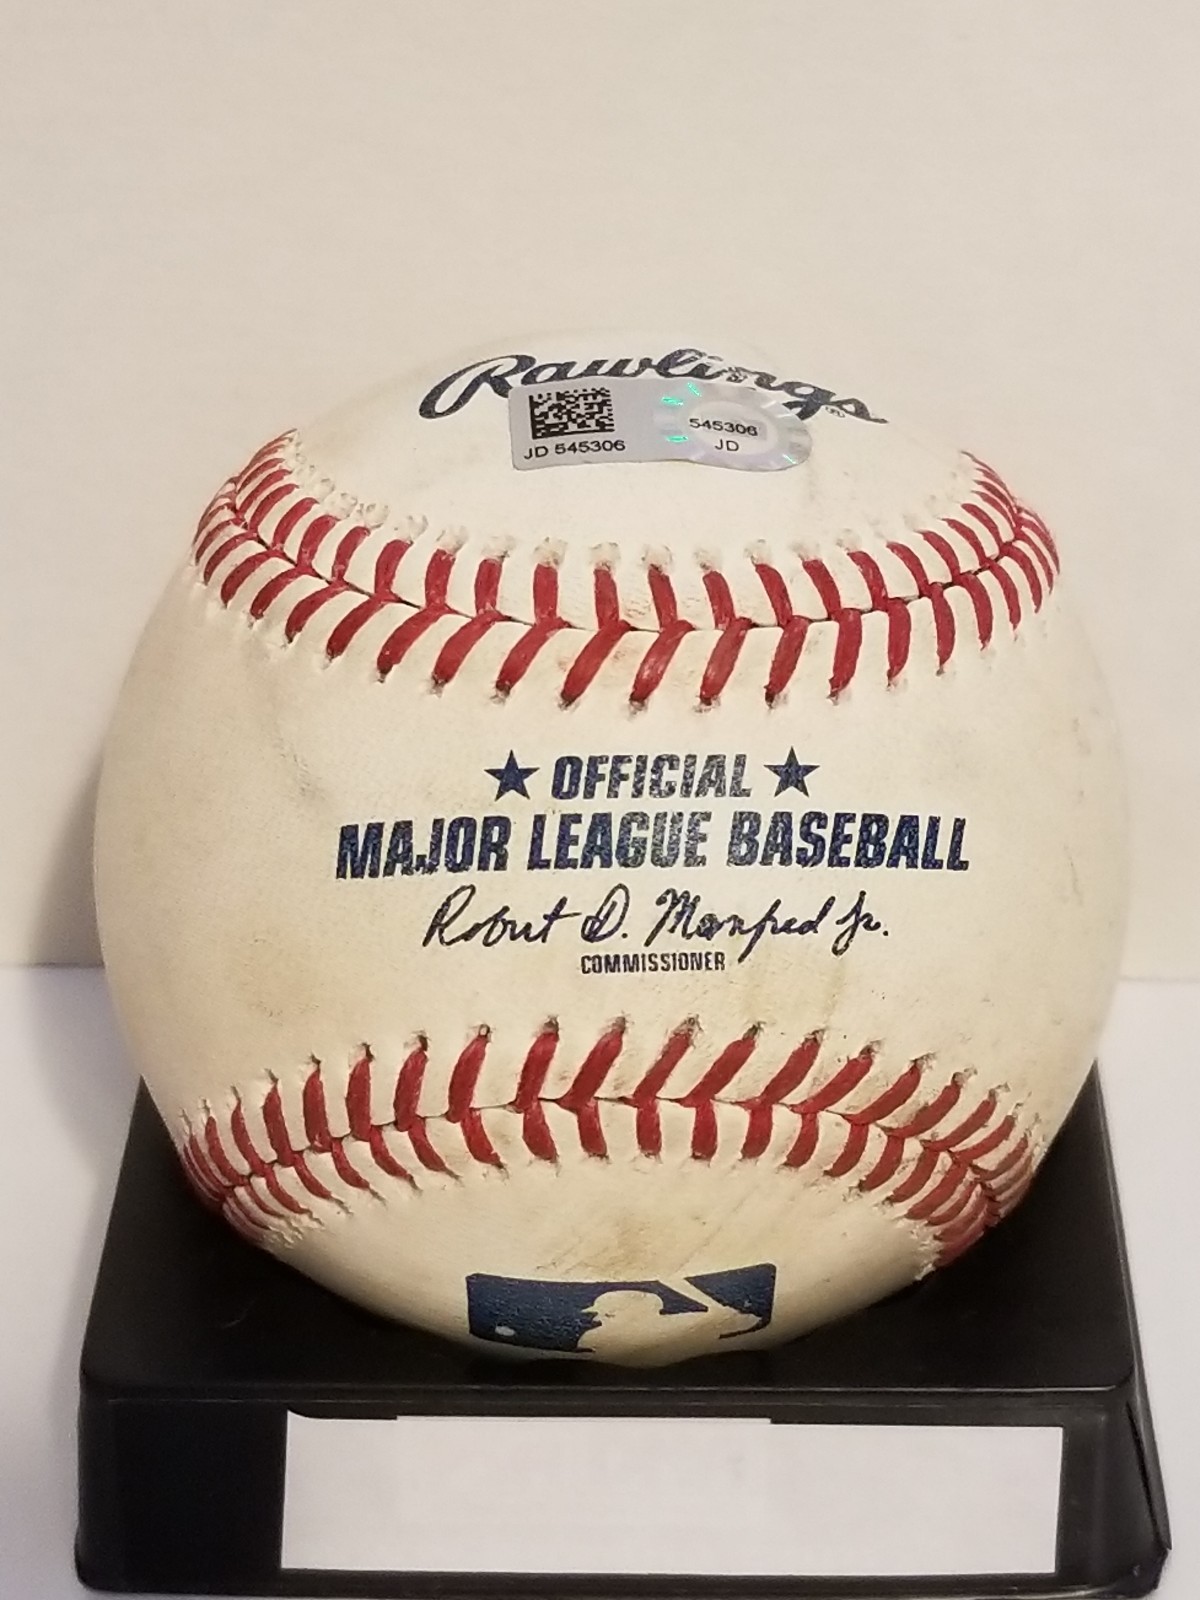 Rawlings®
JD 545306
545306
JD
★ OFFICIAL ★
MAJOR LEAGUE BASEBALL
Robert D. Manfred Jr.
COMMISSIONER